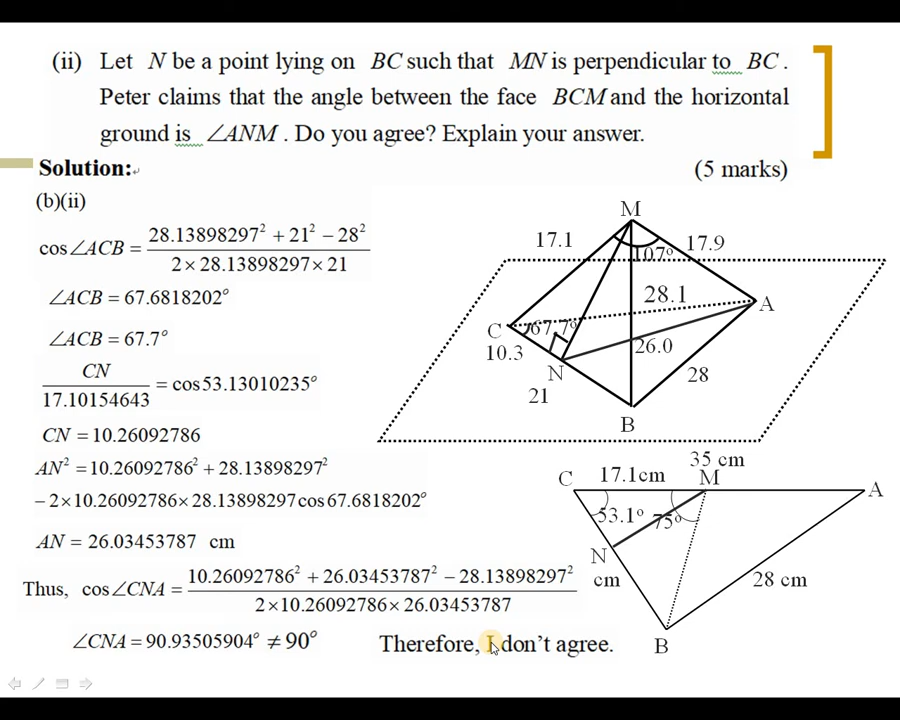 (ii) Let N be a point lying on BC such that MN is perpendicular to BC.
Peter claims that the angle between the face BCM and the horizontal
ground is ∠ANM. Do you agree? Explain your answer.
Solution:
(5 marks)
(b)(ii)
cos∠ACB = (28.13898297² + 21² − 28²) / (2 × 28.13898297 × 21)
∠ACB = 67.6818202°
∠ACB = 67.7°
CN / 17.10154643 = cos53.13010235°
CN = 10.26092786
AN² = 10.26092786² + 28.13898297²
− 2 × 10.26092786 × 28.13898297 cos 67.6818202°
AN = 26.03453787 cm
Thus, cos∠CNA = (10.26092786² + 26.03453787² − 28.13898297²) / (2 × 10.26092786 × 26.03453787)
∠CNA = 90.93505904° ≠ 90°
Therefore, I don't agree.
M
17.1
17.9
107°
28.1
A
C
67.7°
10.3
26.0
N
28
21
B
35 cm
C
17.1cm
M
A
53.1°
75°
N
cm
28 cm
B